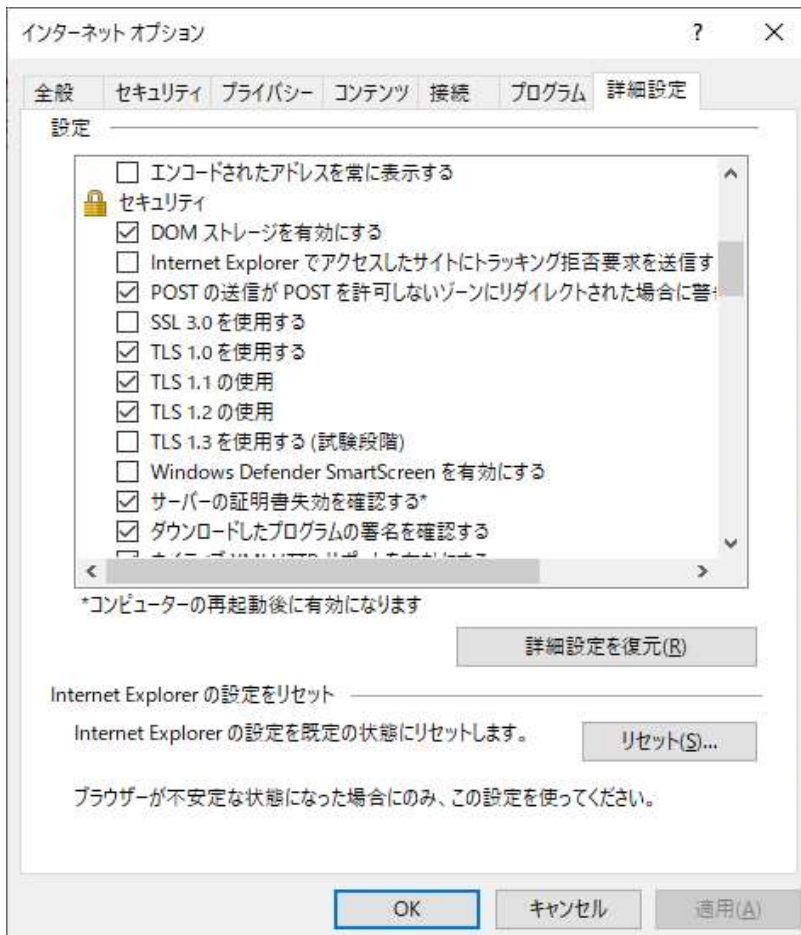 インターネット オプション ? ×
全般 セキュリティ プライバシー コンテンツ 接続 プログラム 詳細設定
設定
エンコードされたアドレスを常に表示する
セキュリティ
DOM ストレージを有効にする
Internet Explorer でアクセスしたサイトにトラッキング拒否要求を送信す
POST の送信が POST を許可しないゾーンにリダイレクトされた場合に警
SSL 3.0 を使用する
TLS 1.0 を使用する
TLS 1.1 の使用
TLS 1.2 の使用
TLS 1.3 を使用する (試験段階)
Windows Defender SmartScreen を有効にする
サーバーの証明書失効を確認する*
ダウンロードしたプログラムの署名を確認する
*コンピューターの再起動後に有効になります
詳細設定を復元(R)
Internet Explorer の設定をリセット
Internet Explorer の設定を既定の状態にリセットします。
リセット(S)...
ブラウザーが不安定な状態になった場合にのみ、この設定を使ってください。
OK キャンセル 適用(A)